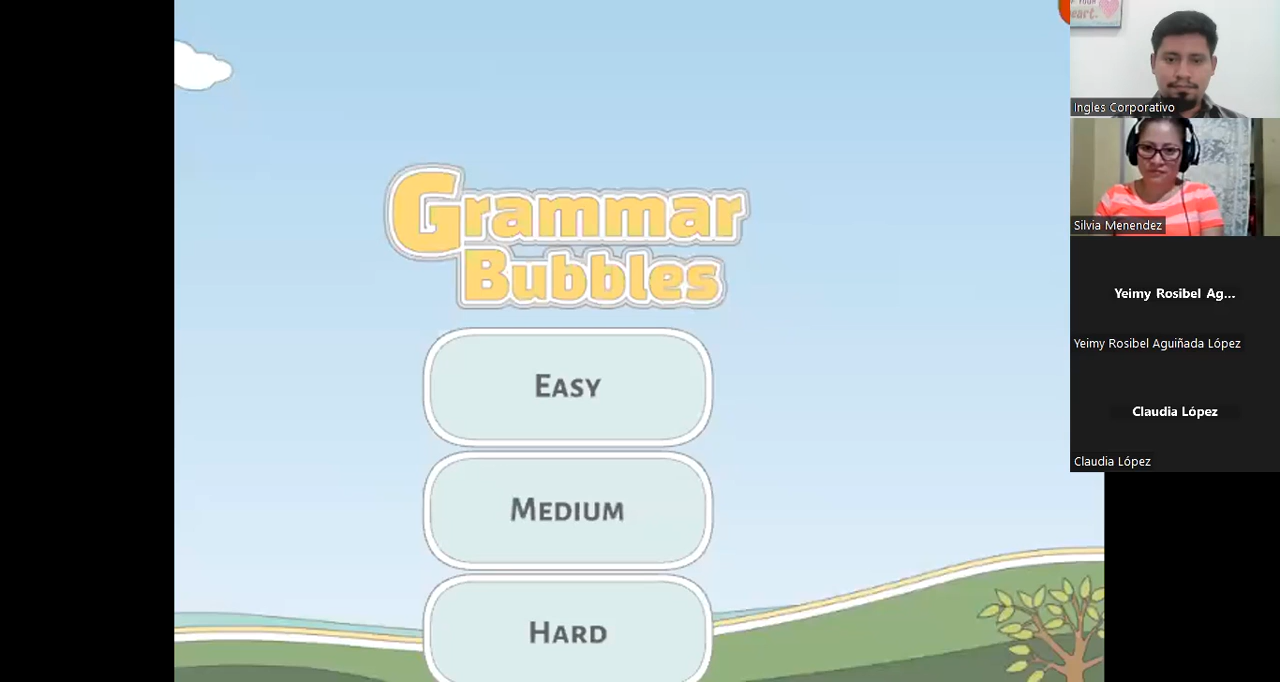 Grammar
Bubbles
EASY
MEDIUM
HARD
eart.
Ingles Corporativo
Silvia Menendez
Yeimy Rosibel Ag...
Yeimy Rosibel Aguiñada López
Claudia López
Claudia López